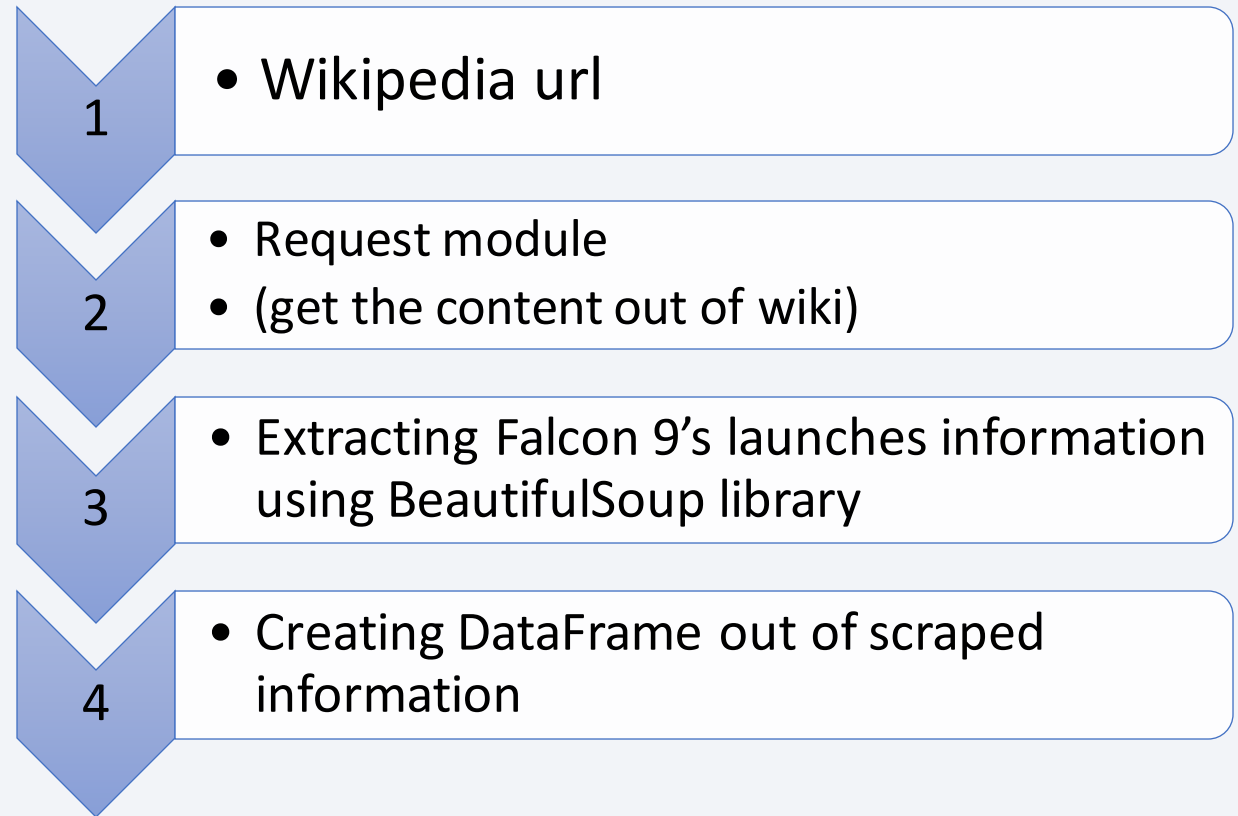 1
• Wikipedia url
2
• Request module
• (get the content out of wiki)
3
• Extracting Falcon 9’s launches information
using BeautifulSoup library
4
• Creating DataFrame out of scraped
information